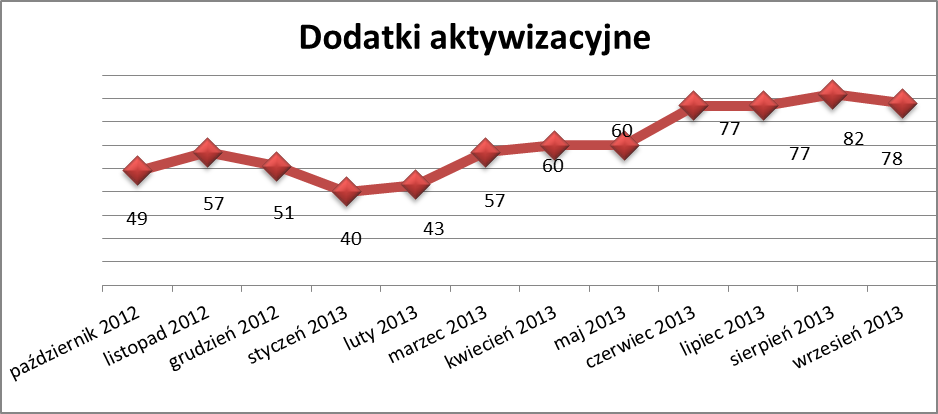 Dodatki aktywizacyjne
49
57
51
40
43
57
60
60
77
77
82
78
październik 2012
listopad 2012
grudzień 2012
styczeń 2013
luty 2013
marzec 2013
kwiecień 2013
maj 2013
czerwiec 2013
lipiec 2013
sierpień 2013
wrzesień 2013